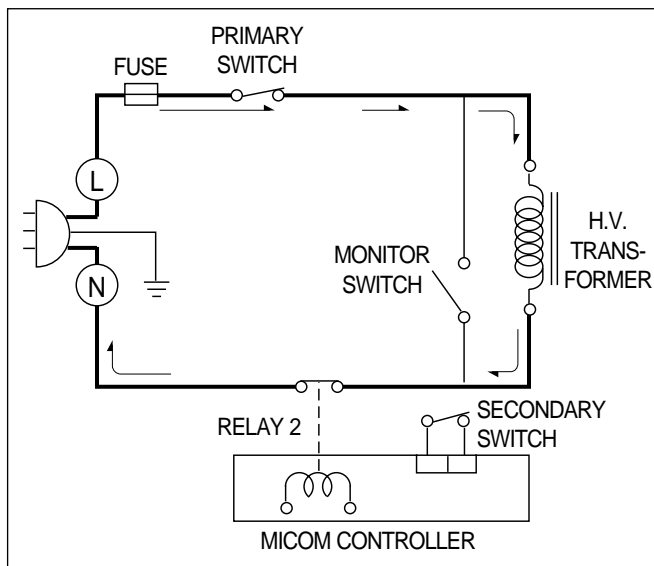 PRIMARY
SWITCH
FUSE
L
N
MONITOR
SWITCH
H.V.
TRANS-
FORMER
RELAY 2
SECONDARY
SWITCH
MICOM CONTROLLER